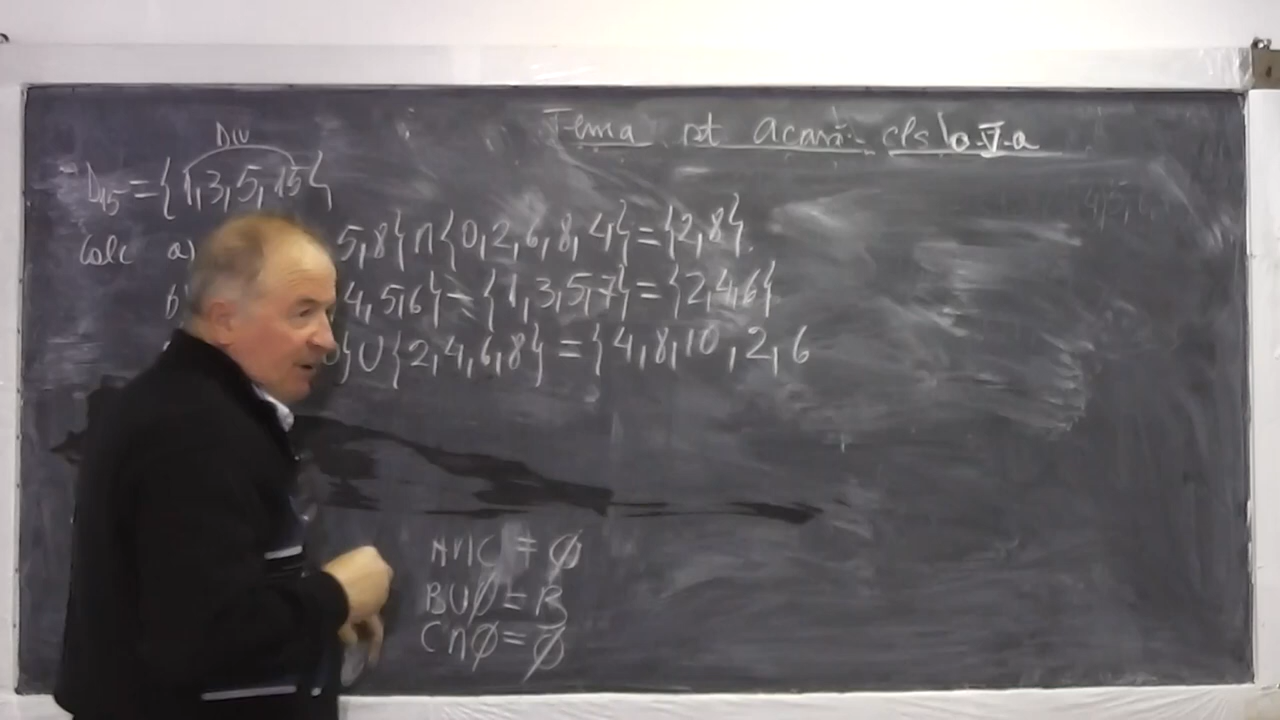 Tema pt acasă cls a V-a
DIV
D15={1,3,5,15}
Calc a) 5,8}∩{0,2,6,8,4}={2,8}.
b) 4,5,6}-{1,3,5,7}={2,4,6}
}∪{2,4,6,8}={4,8,10,2,6
=∅
B∪∅=B
C∩∅=∅